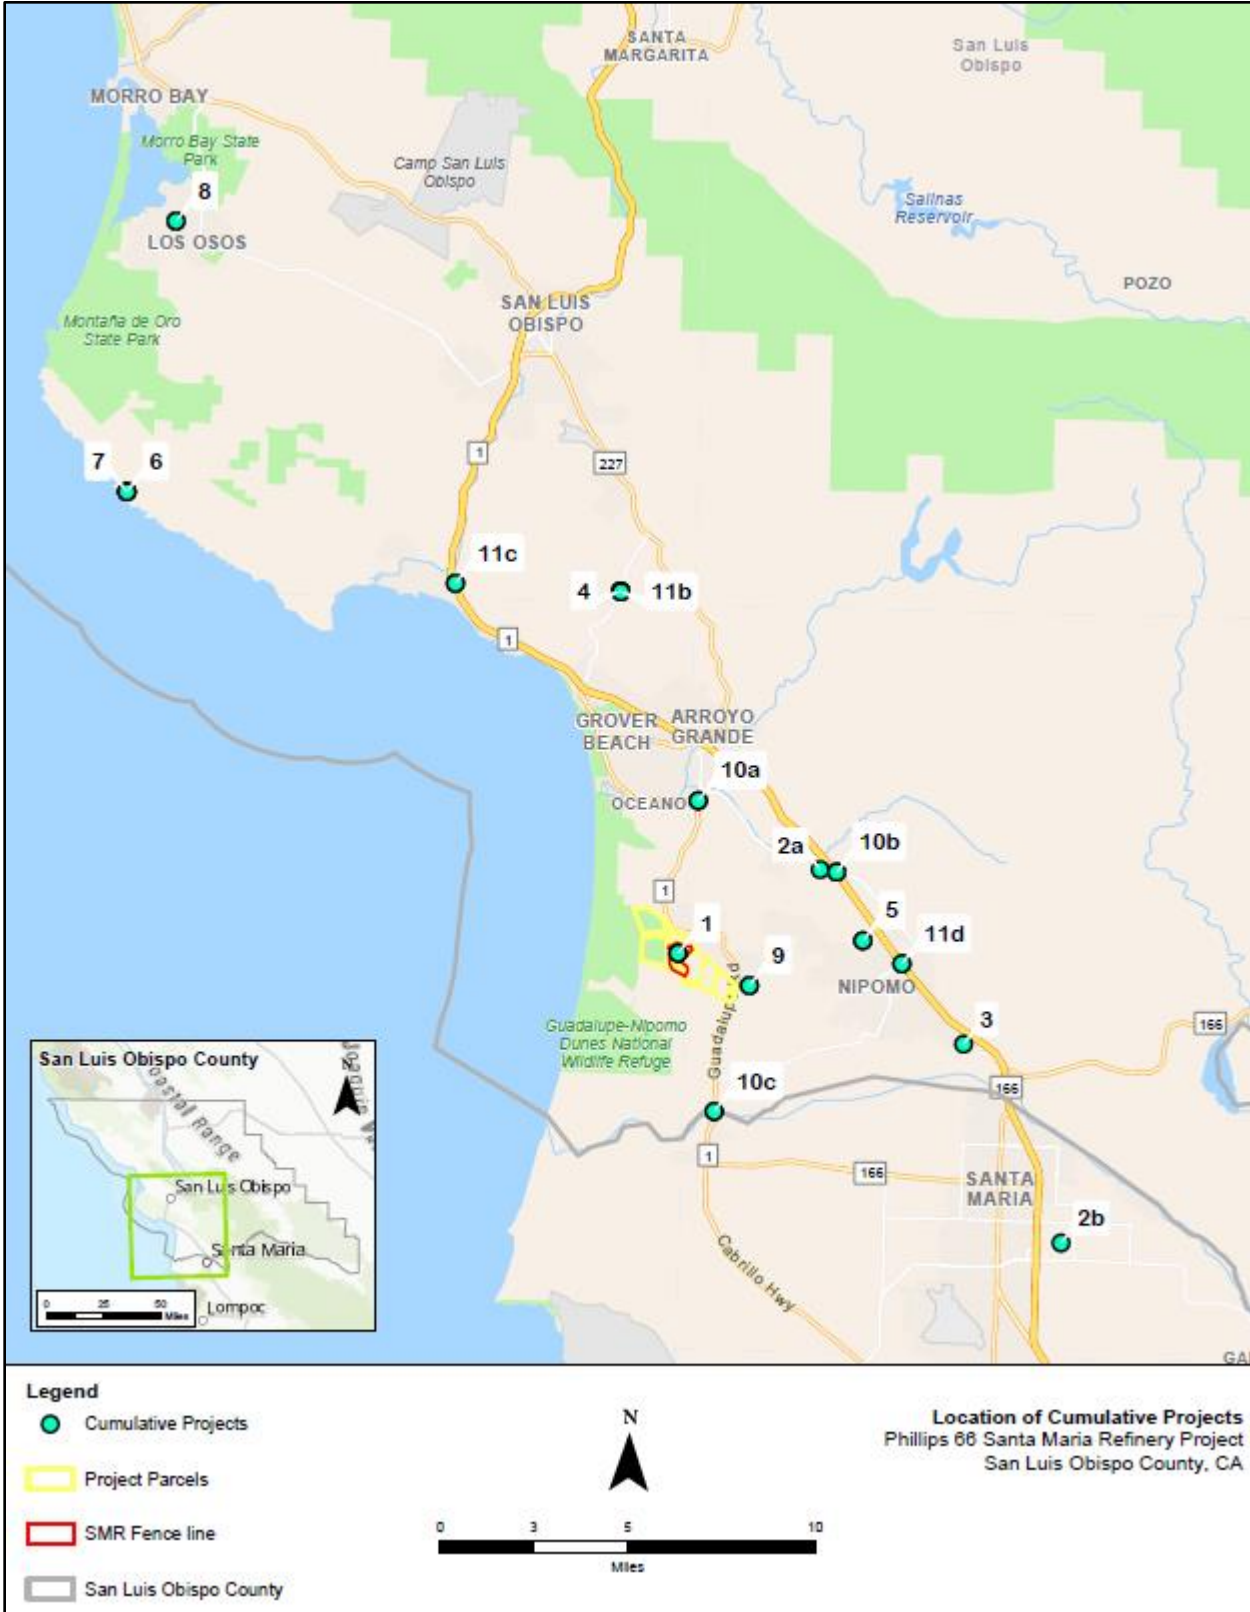 SANTA
MARGARITA
San Luis
Obispo
MORRO BAY
Morro Bay State
Park
Camp San Luis
Obispo
8
Salinas
Reservoir
LOS OSOS
POZO
SAN LUIS
OBISPO
Montaña de Oro
State Park
1
227
7
6
11c
4
11b
1
GROVER
BEACH
ARROYO
GRANDE
10a
OCEANO
2a
10b
1
5
1
11d
9
NIPOMO
Guadalupe-Nipomo
Dunes National
Wildlife Refuge
3
166
166
10c
1
166
SANTA
MARIA
2b
Cabrillo Hwy
San Luis Obispo County
N
Coastal Range
San Luis Obispo
Santa Maria
Lompoc
0 25 50
Miles
Legend
Cumulative Projects
Project Parcels
SMR Fence line
San Luis Obispo County
N
0 3 5 10
Miles
Location of Cumulative Projects
Phillips 66 Santa Maria Refinery Project
San Luis Obispo County, CA